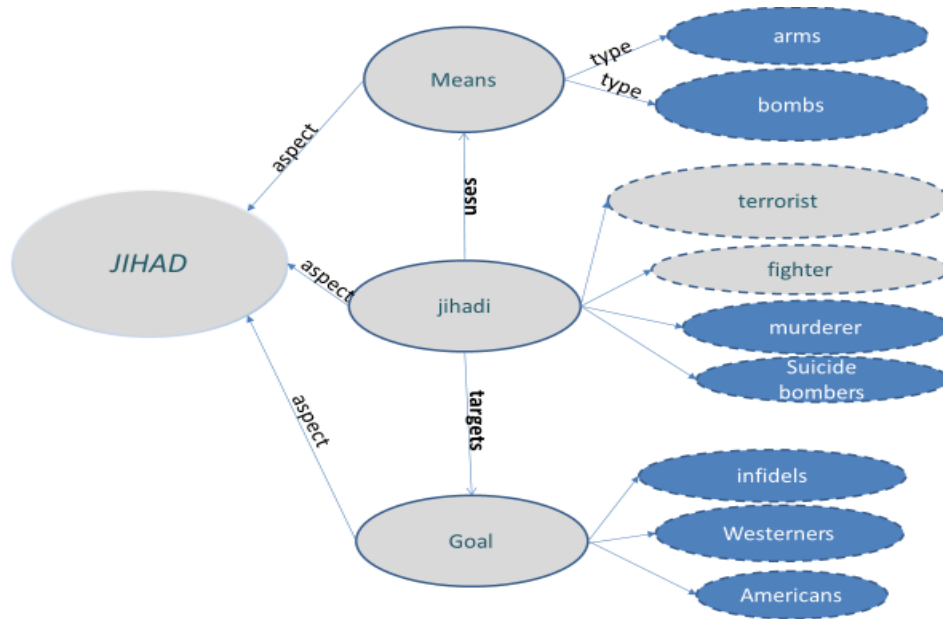 arms
type
Means
type
bombs
aspect
uses
terrorist
JIHAD
aspect
fighter
jihadi
murderer
Suicide
bombers
targets
aspect
infidels
Goal
Westerners
Americans